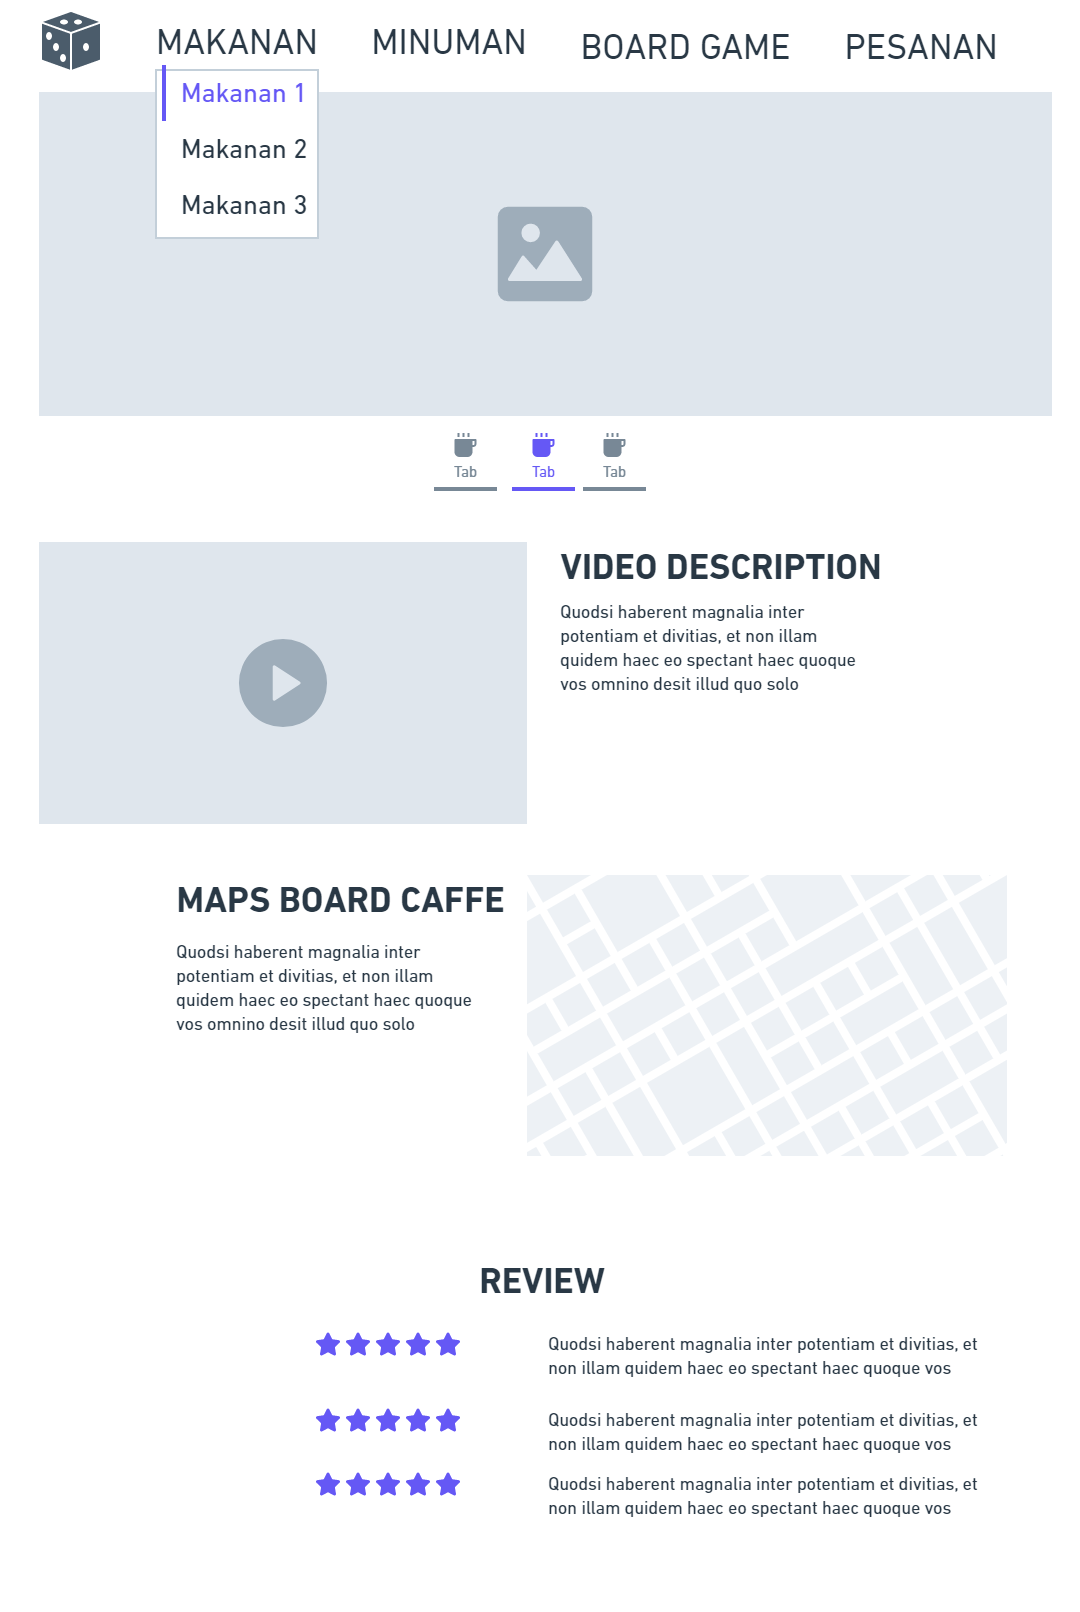 MAKANAN MINUMAN BOARD GAME PESANAN
Makanan 1
Makanan 2
Makanan 3
Tab Tab Tab
VIDEO DESCRIPTION
Quodsi haberent magnalia inter
potentiam et divitias, et non illam
quidem haec eo spectant haec quoque
vos omnino desit illud quo solo
MAPS BOARD CAFFE
Quodsi haberent magnalia inter
potentiam et divitias, et non illam
quidem haec eo spectant haec quoque
vos omnino desit illud quo solo
REVIEW
Quodsi haberent magnalia inter potentiam et divitias, et
non illam quidem haec eo spectant haec quoque vos
Quodsi haberent magnalia inter potentiam et divitias, et
non illam quidem haec eo spectant haec quoque vos
Quodsi haberent magnalia inter potentiam et divitias, et
non illam quidem haec eo spectant haec quoque vos